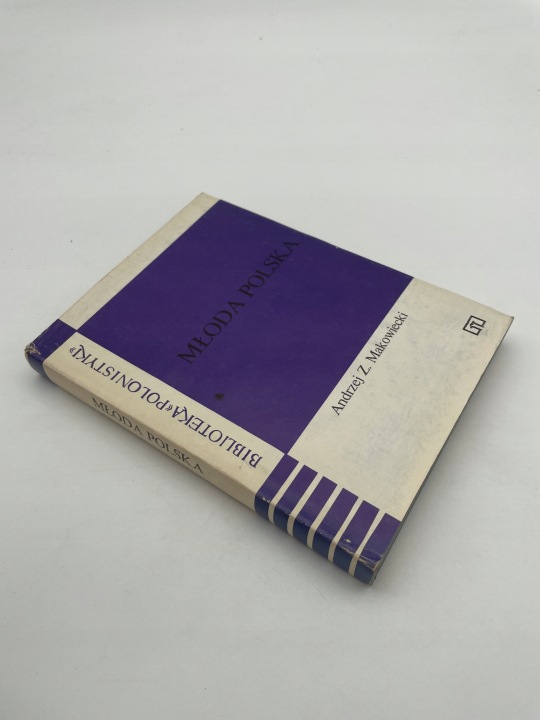 MŁODA POLSKA
Andrzej Z. Makowiecki
BIBLIOTEKA «POLONISTYKI»
MŁODA POLSKA